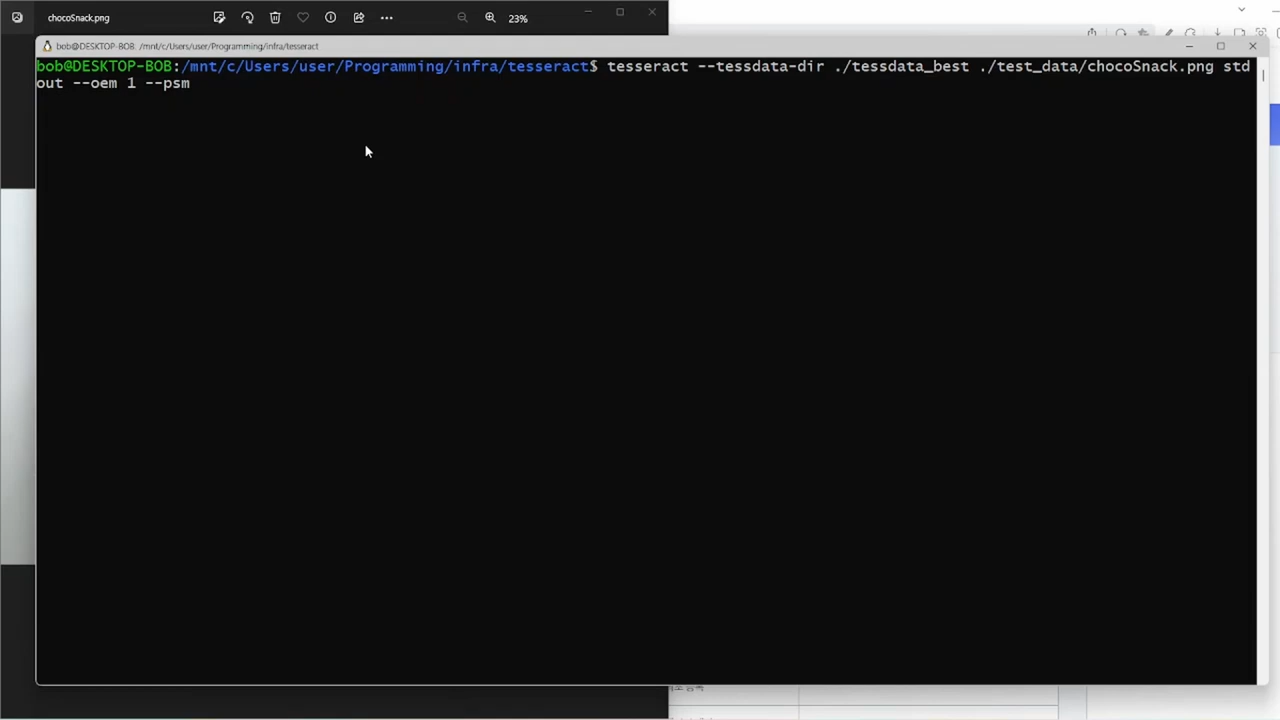 chocoSnack.png
23%
bob@DESKTOP-BOB: /mnt/c/Users/user/Programming/infra/tesseract
bob@DESKTOP-BOB:/mnt/c/Users/user/Programming/infra/tesseract$ tesseract --tessdata-dir ./tessdata_best ./test_data/chocoSnack.png std
out --oem 1 --psm